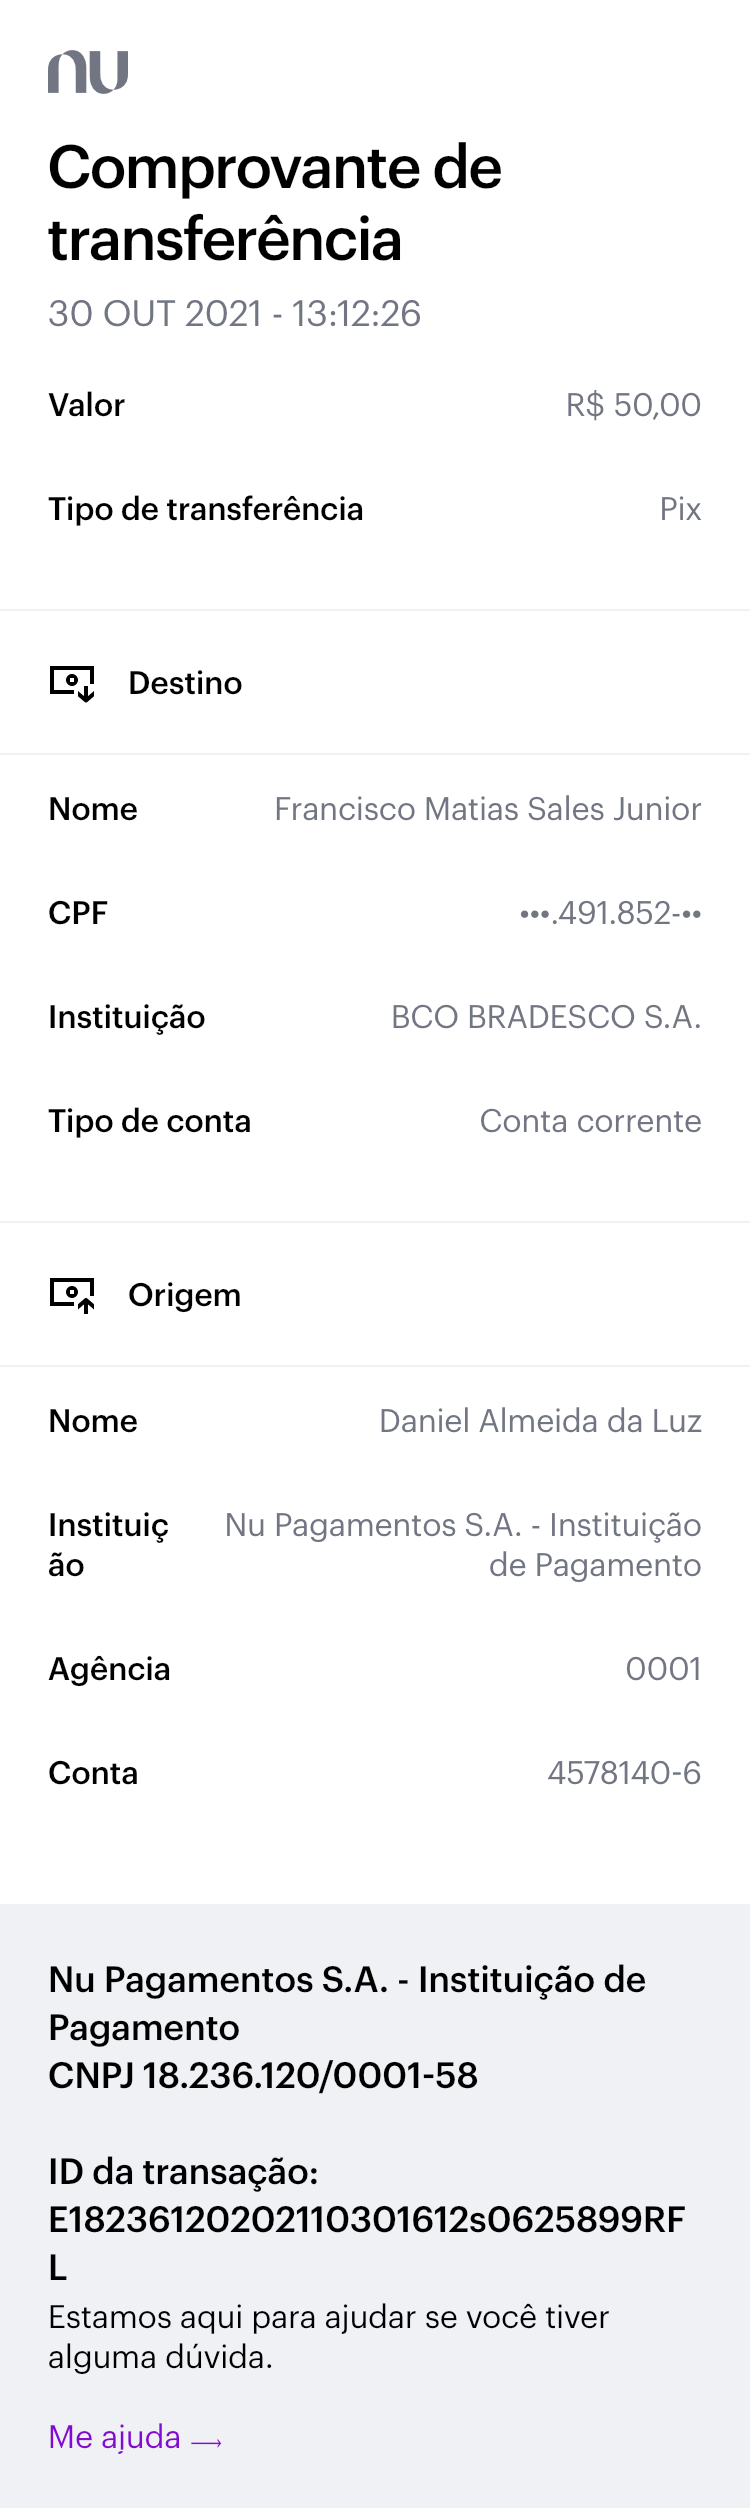 nu
Comprovante de
transferência
30 OUT 2021 - 13:12:26
Valor R$ 50,00
Tipo de transferência Pix
Destino
Nome Francisco Matias Sales Junior
CPF •••.491.852-••
Instituição BCO BRADESCO S.A.
Tipo de conta Conta corrente
Origem
Nome Daniel Almeida da Luz
Instituiç Nu Pagamentos S.A. - Instituição
ão de Pagamento
Agência 0001
Conta 4578140-6
Nu Pagamentos S.A. - Instituição de
Pagamento
CNPJ 18.236.120/0001-58
ID da transação:
E18236120202110301612s0625899RF
L
Estamos aqui para ajudar se você tiver
alguma dúvida.
Me ajuda →